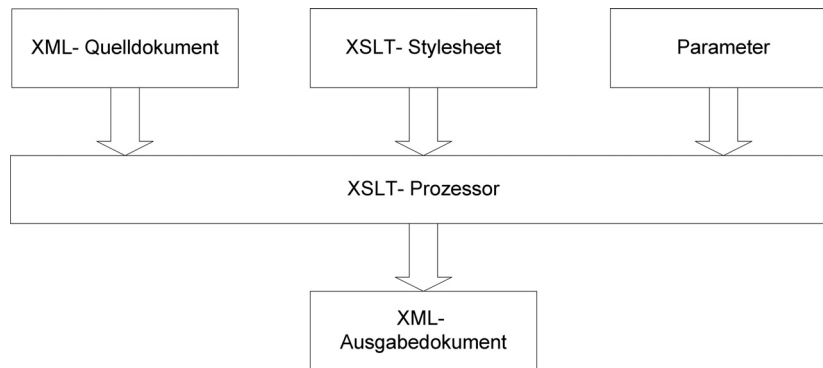 XML- Quelldokument
XSLT- Stylesheet
Parameter
XSLT- Prozessor
XML-
Ausgabedokument